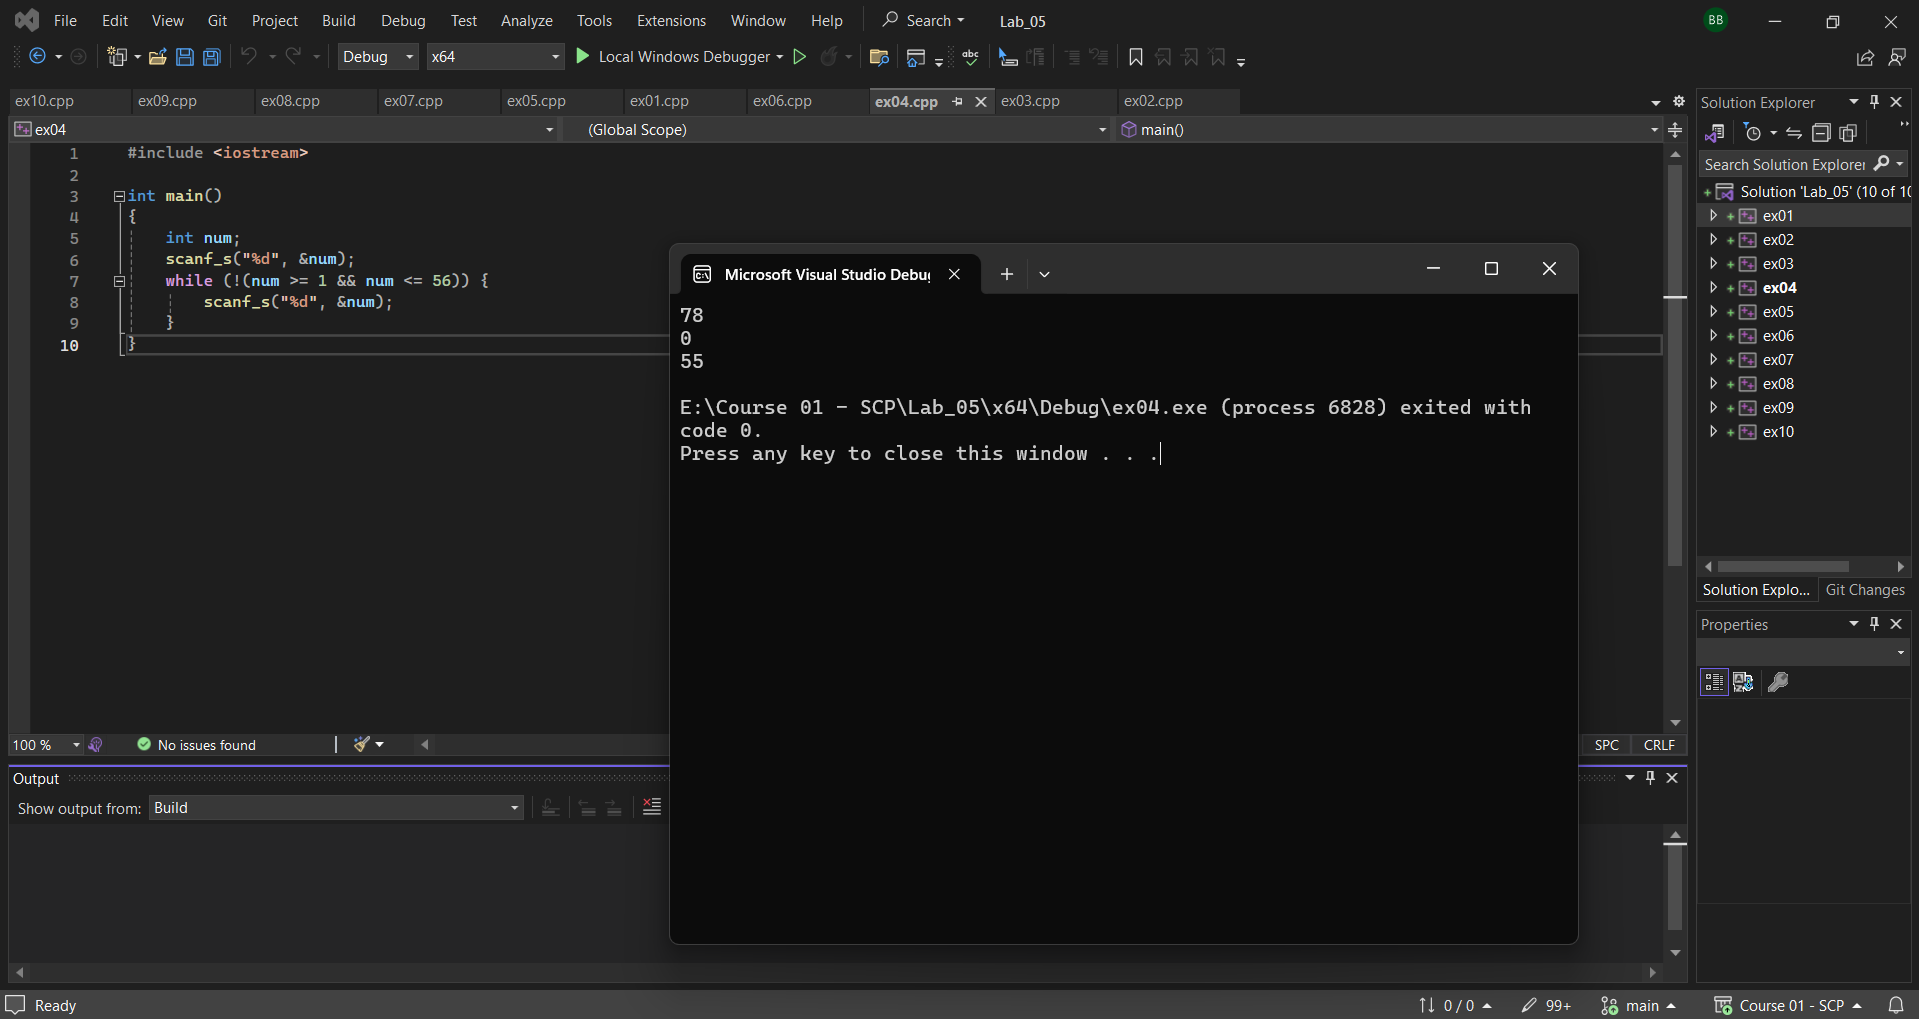 File Edit View Git Project Build Debug Test Analyze Tools Extensions Window Help Search Lab_05 BB
Debug x64 Local Windows Debugger abc
ex10.cpp ex09.cpp ex08.cpp ex07.cpp ex05.cpp ex01.cpp ex06.cpp ex04.cpp ex03.cpp ex02.cpp
ex04 (Global Scope) main()
1 #include <iostream>
2
3 int main()
4 {
5 int num;
6 scanf_s("%d", &num);
7 while (!(num >= 1 && num <= 56)) {
8 scanf_s("%d", &num);
9 }
10 }
Microsoft Visual Studio Debug
78
0
55
E:\Course 01 - SCP\Lab_05\x64\Debug\ex04.exe (process 6828) exited with
code 0.
Press any key to close this window . . .
100 % No issues found SPC CRLF
Output
Show output from: Build
Solution Explorer
Search Solution Explorer
Solution 'Lab_05' (10 of 10
ex01
ex02
ex03
ex04
ex05
ex06
ex07
ex08
ex09
ex10
Solution Explo... Git Changes
Properties
Ready 0 / 0 99+ main Course 01 - SCP